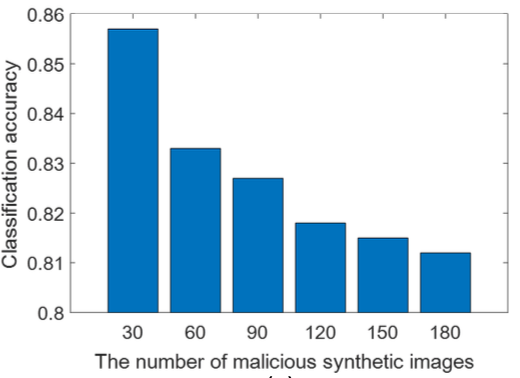 Classification accuracy
0.86
0.85
0.84
0.83
0.82
0.81
0.8
30 60 90 120 150 180
The number of malicious synthetic images